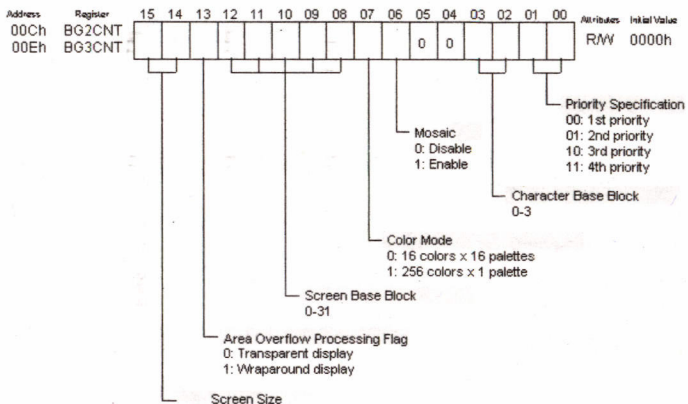 Address Register 15 14 13 12 11 10 09 08 07 06 05 04 03 02 01 00 Attributes Initial Value
00Ch BG2CNT R/W 0000h
00Eh BG3CNT 0 0
Priority Specification
00: 1st priority
01: 2nd priority
10: 3rd priority
11: 4th priority
Mosaic
0: Disable
1: Enable
Character Base Block
0-3
Color Mode
0: 16 colors x 16 palettes
1: 256 colors x 1 palette
Screen Base Block
0-31
Area Overflow Processing Flag
0: Transparent display
1: Wraparound display
Screen Size